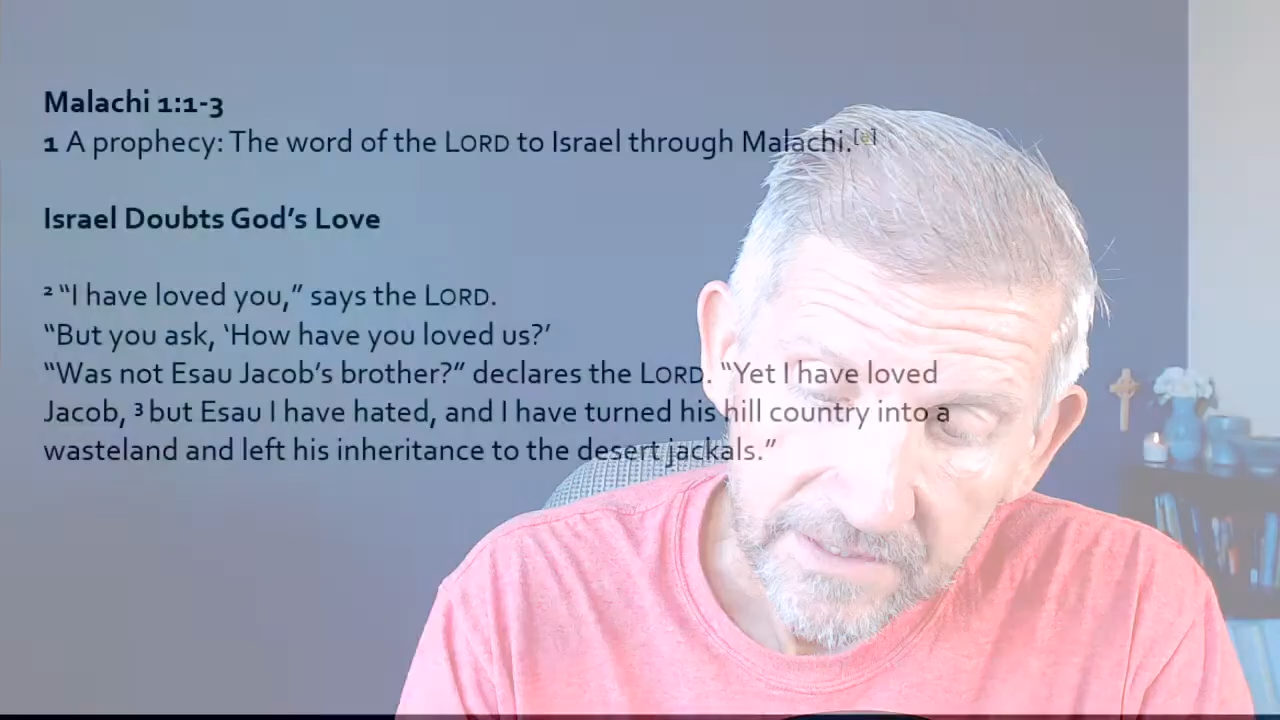 Malachi 1:1-3
1 A prophecy: The word of the LORD to Israel through Malachi.[a]
Israel Doubts God’s Love
2 “I have loved you,” says the LORD.
“But you ask, ‘How have you loved us?’
“Was not Esau Jacob’s brother?” declares the LORD. “Yet I have loved
Jacob, 3 but Esau I have hated, and I have turned his hill country into a
wasteland and left his inheritance to the desert jackals.”